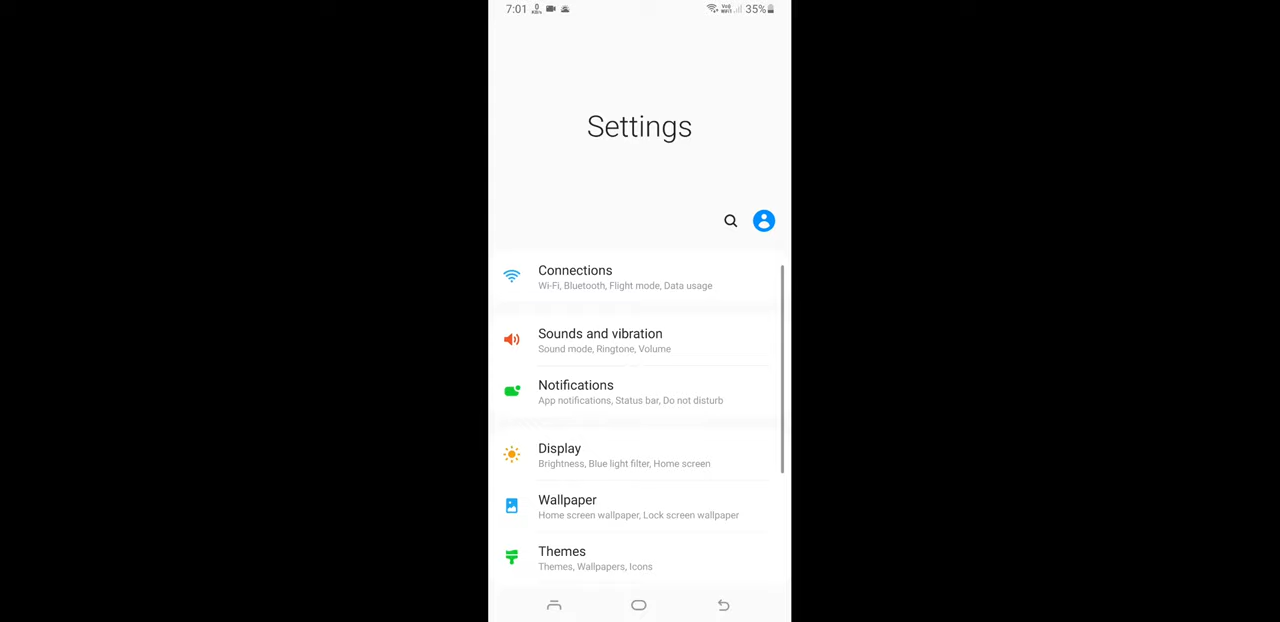 7:01 0 KB/s 35%
Settings
Connections
Wi-Fi, Bluetooth, Flight mode, Data usage
Sounds and vibration
Sound mode, Ringtone, Volume
Notifications
App notifications, Status bar, Do not disturb
Display
Brightness, Blue light filter, Home screen
Wallpaper
Home screen wallpaper, Lock screen wallpaper
Themes
Themes, Wallpapers, Icons